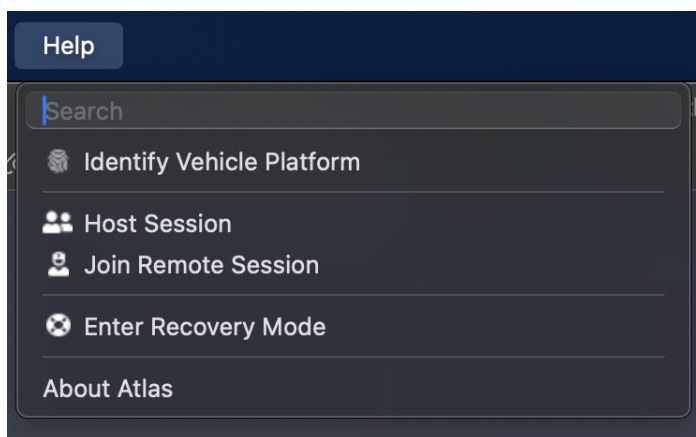 Help
Search
Identify Vehicle Platform
Host Session
Join Remote Session
Enter Recovery Mode
About Atlas